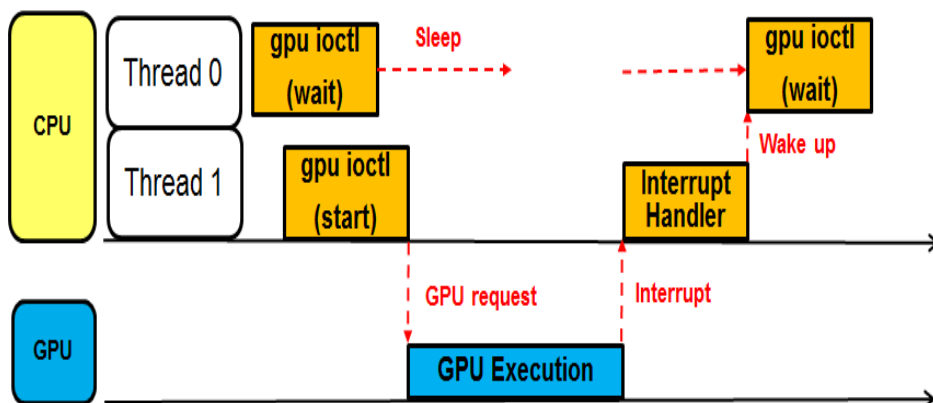 CPU
Thread 0
gpu ioctl
(wait)
Sleep
gpu ioctl
(wait)
Wake up
Thread 1
gpu ioctl
(start)
Interrupt
Handler
GPU request
Interrupt
GPU
GPU Execution